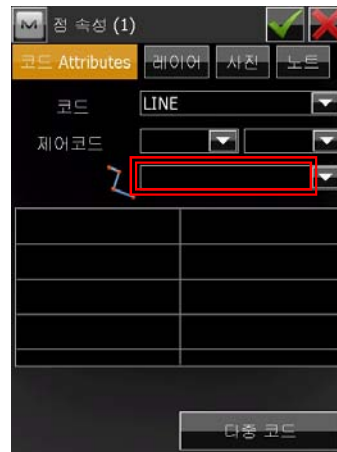 점 속성 (1)
코드 Attributes 레이어 사진 노트
코드 LINE
제어코드
다중 코드